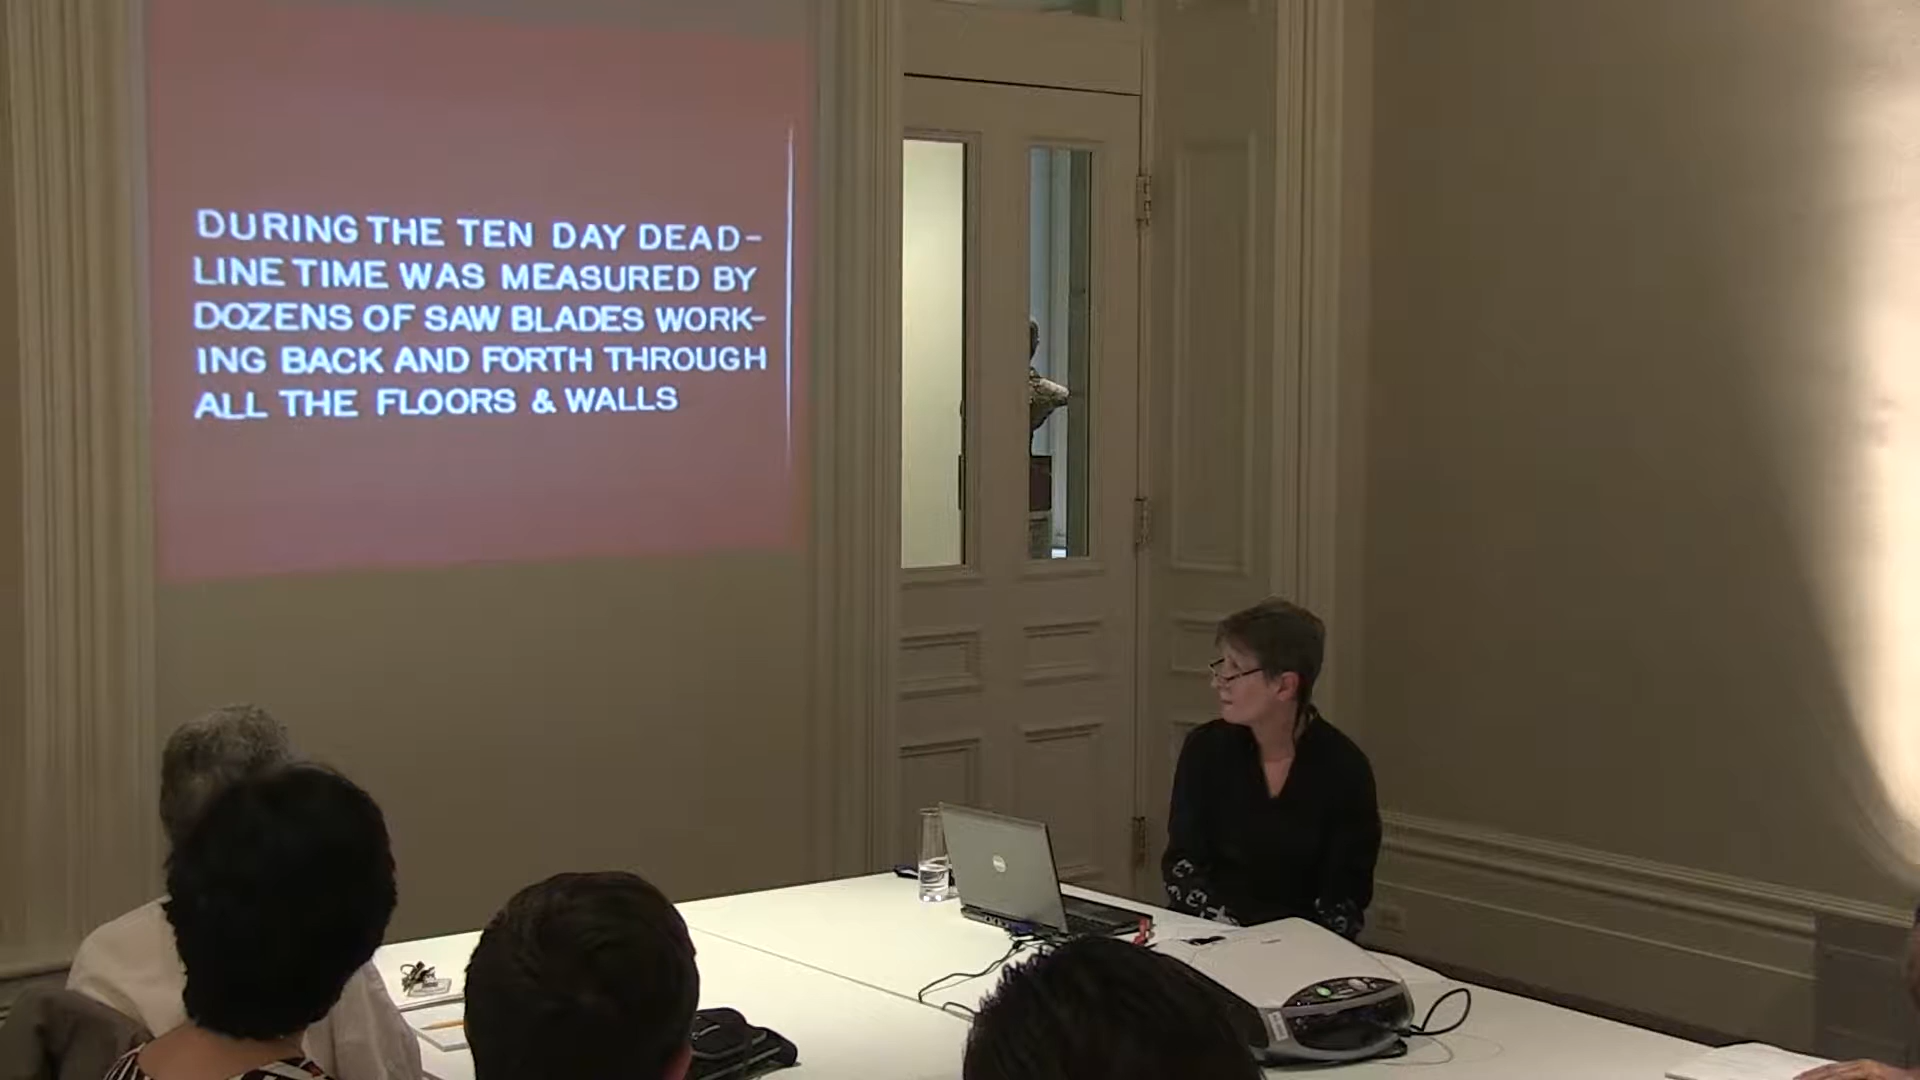 DURING THE TEN DAY DEAD-
LINE TIME WAS MEASURED BY
DOZENS OF SAW BLADES WORK-
ING BACK AND FORTH THROUGH
ALL THE FLOORS & WALLS